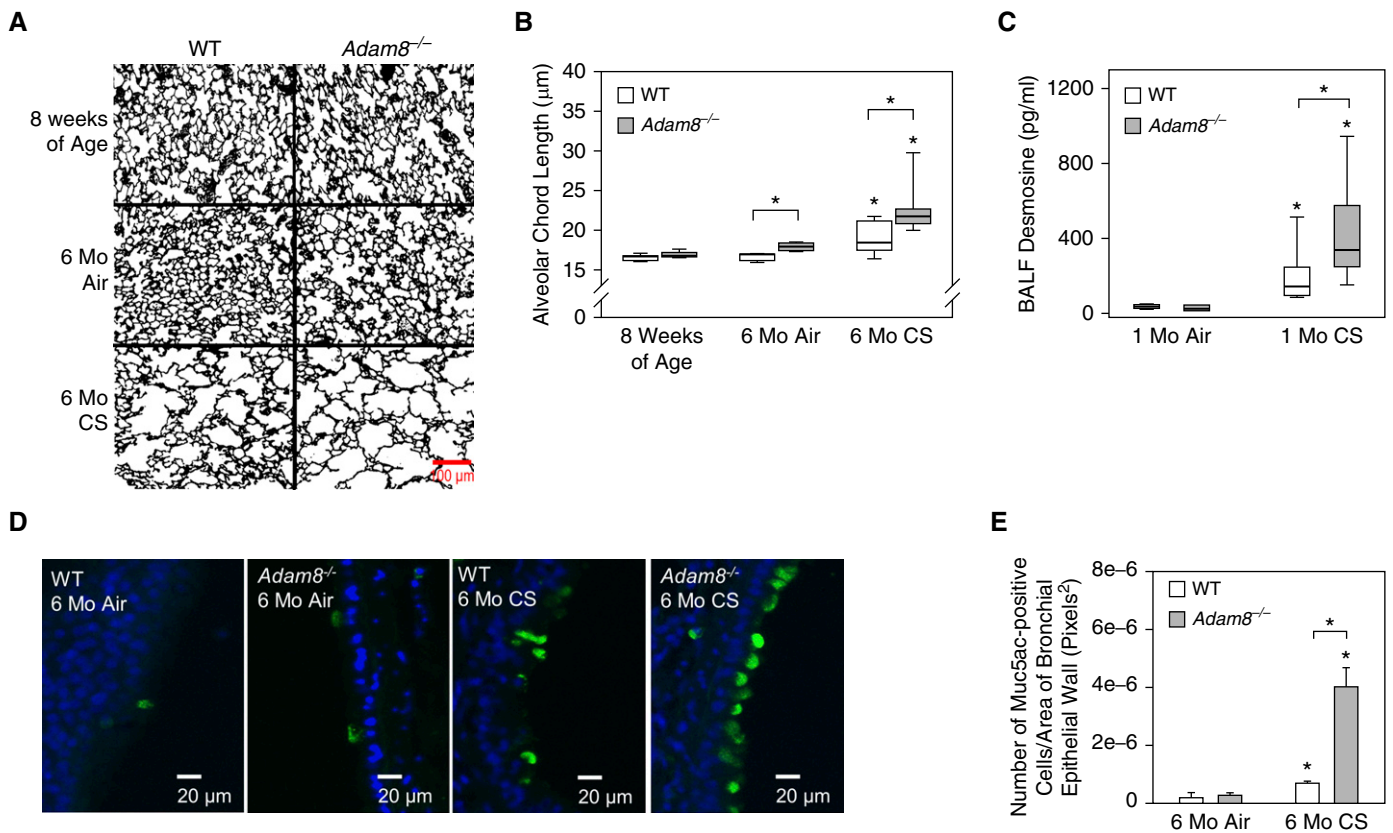 A
WT
Adam8–/–
8 weeks
of Age
6 Mo
Air
6 Mo
CS
100 µm
B
Alveolar Chord Length (µm)
40
35
30
25
20
15
0
WT
Adam8–/–
*
*
*
*
8 Weeks
of Age
6 Mo Air
6 Mo CS
C
BALF Desmosine (pg/ml)
1200
800
400
0
WT
Adam8–/–
*
*
*
1 Mo Air
1 Mo CS
D
WT
6 Mo Air
20 µm
Adam8-/-
6 Mo Air
20 µm
WT
6 Mo CS
20 µm
Adam8-/-
6 Mo CS
20 µm
E
Number of Muc5ac-positive
Cells/Area of Bronchial
Epithelial Wall (Pixels²)
8e–6
6e–6
4e–6
2e–6
0
WT
Adam8–/–
*
*
*
6 Mo Air
6 Mo CS